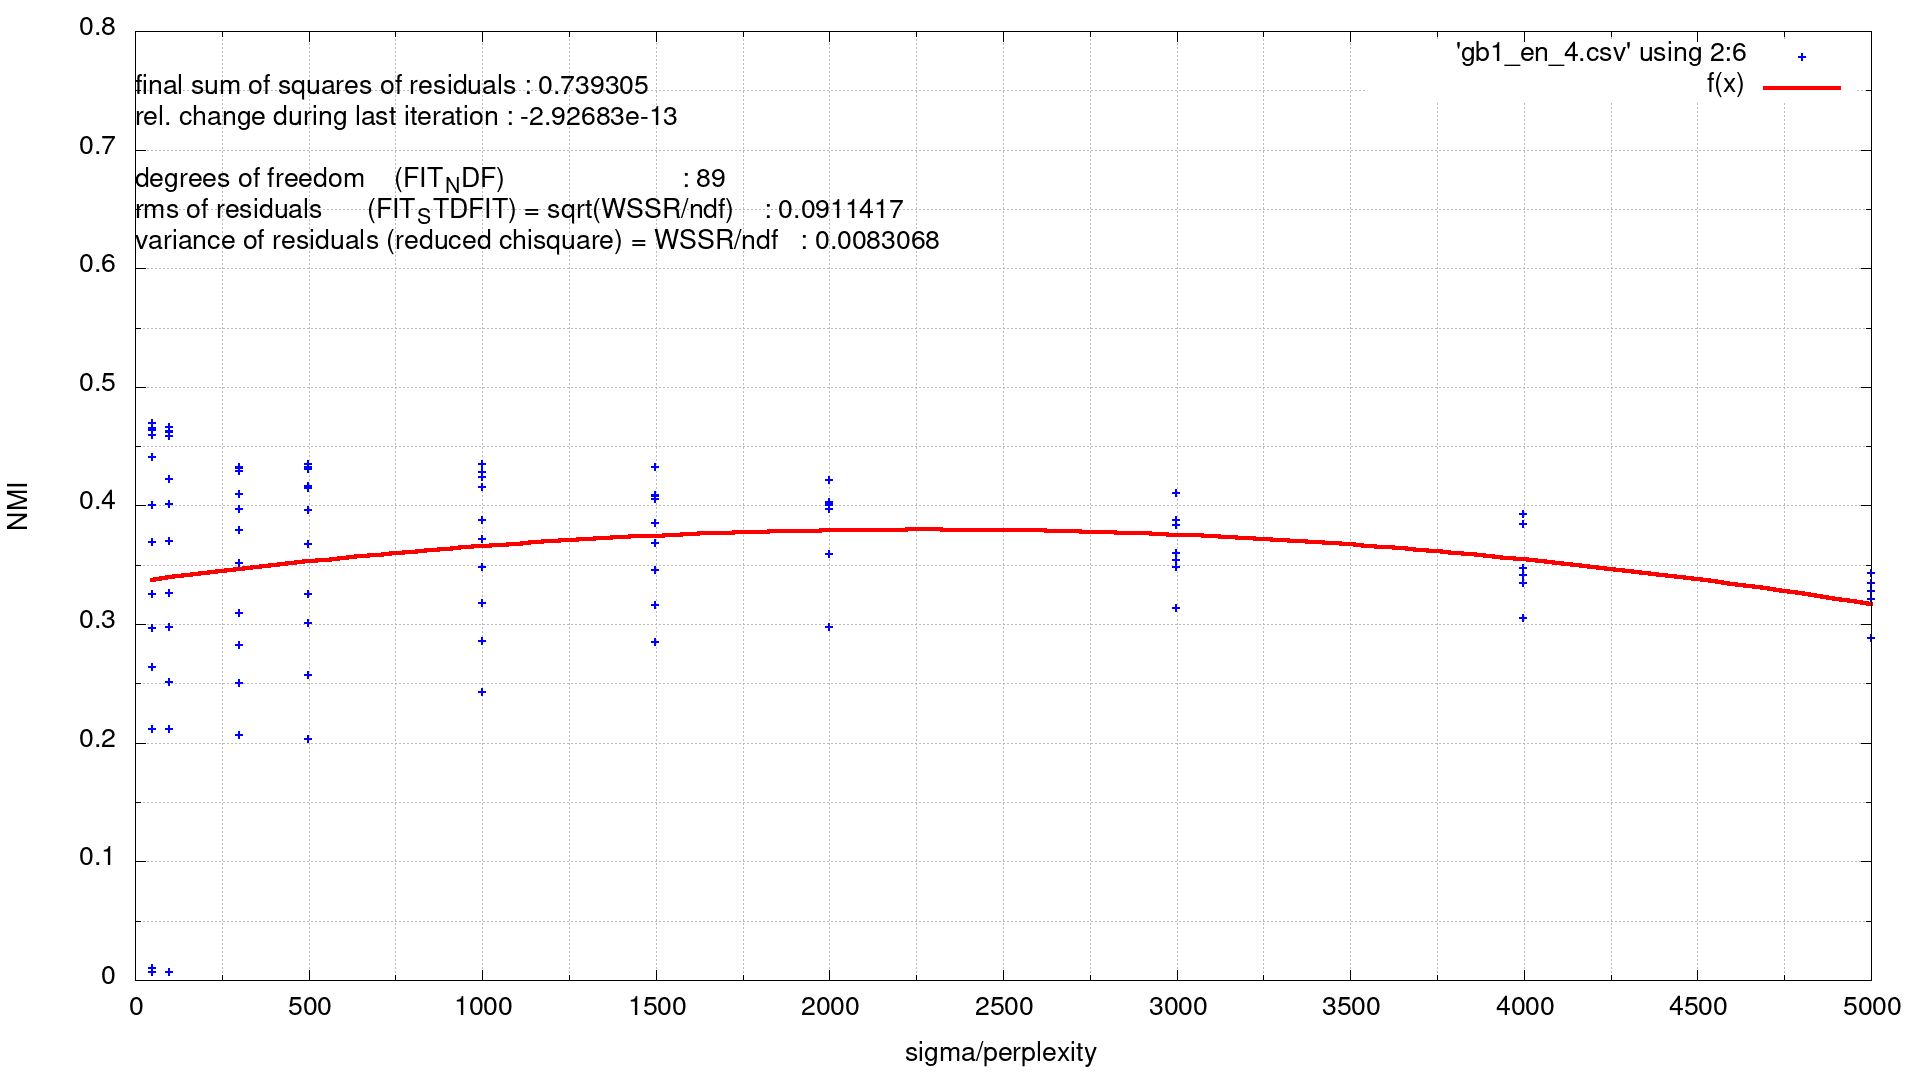 'gb1_en_4.csv' using 2:6
f(x)
final sum of squares of residuals : 0.739305
rel. change during last iteration : -2.92683e-13
degrees of freedom (FIT_NDF) : 89
rms of residuals (FIT_STDFIT) = sqrt(WSSR/ndf) : 0.0911417
variance of residuals (reduced chisquare) = WSSR/ndf : 0.0083068
NMI
0.8
0.7
0.6
0.5
0.4
0.3
0.2
0.1
0
0 500 1000 1500 2000 2500 3000 3500 4000 4500 5000
sigma/perplexity